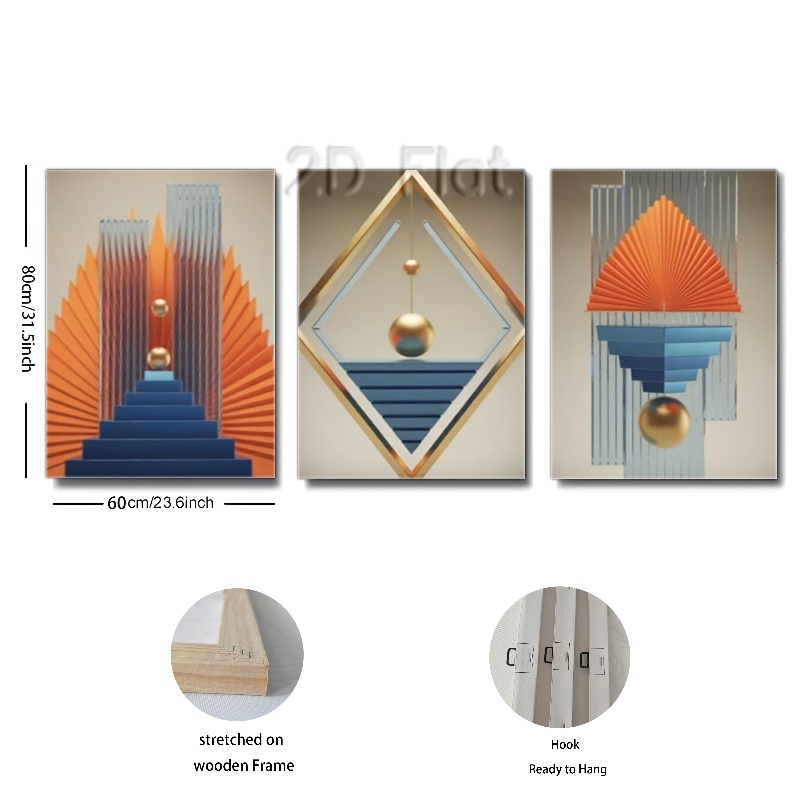 2D Flat
80cm/31.5inch
60cm/23.6inch
stretched on
wooden Frame
Hook
Ready to Hang